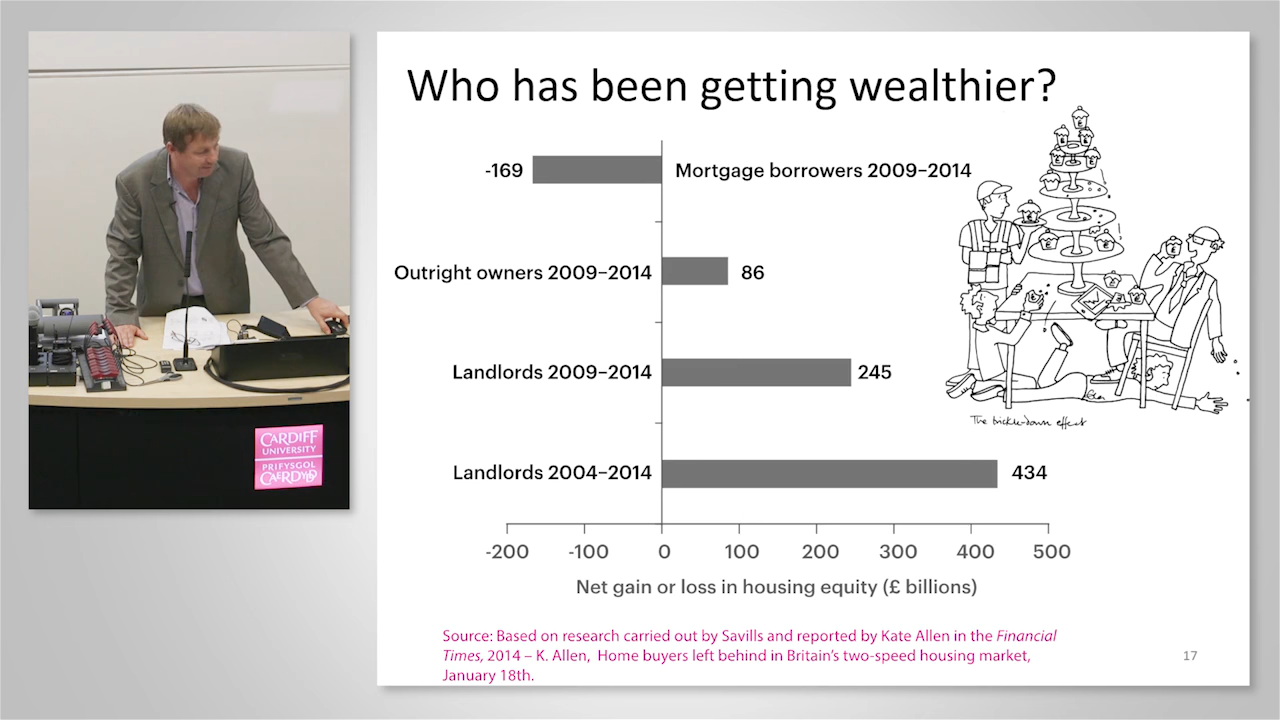 Who has been getting wealthier?
-169
Mortgage borrowers 2009–2014
Outright owners 2009–2014
86
Landlords 2009–2014
245
Landlords 2004–2014
434
-200 -100 0 100 200 300 400 500
Net gain or loss in housing equity (£ billions)
The trickle-down effect
Source: Based on research carried out by Savills and reported by Kate Allen in the Financial
Times, 2014 – K. Allen, Home buyers left behind in Britain's two-speed housing market,
January 18th.
17
CARDIFF
UNIVERSITY
PRIFYSGOL
CAERDYDD